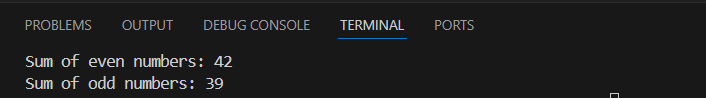 PROBLEMS OUTPUT DEBUG CONSOLE TERMINAL PORTS
Sum of even numbers: 42
Sum of odd numbers: 39